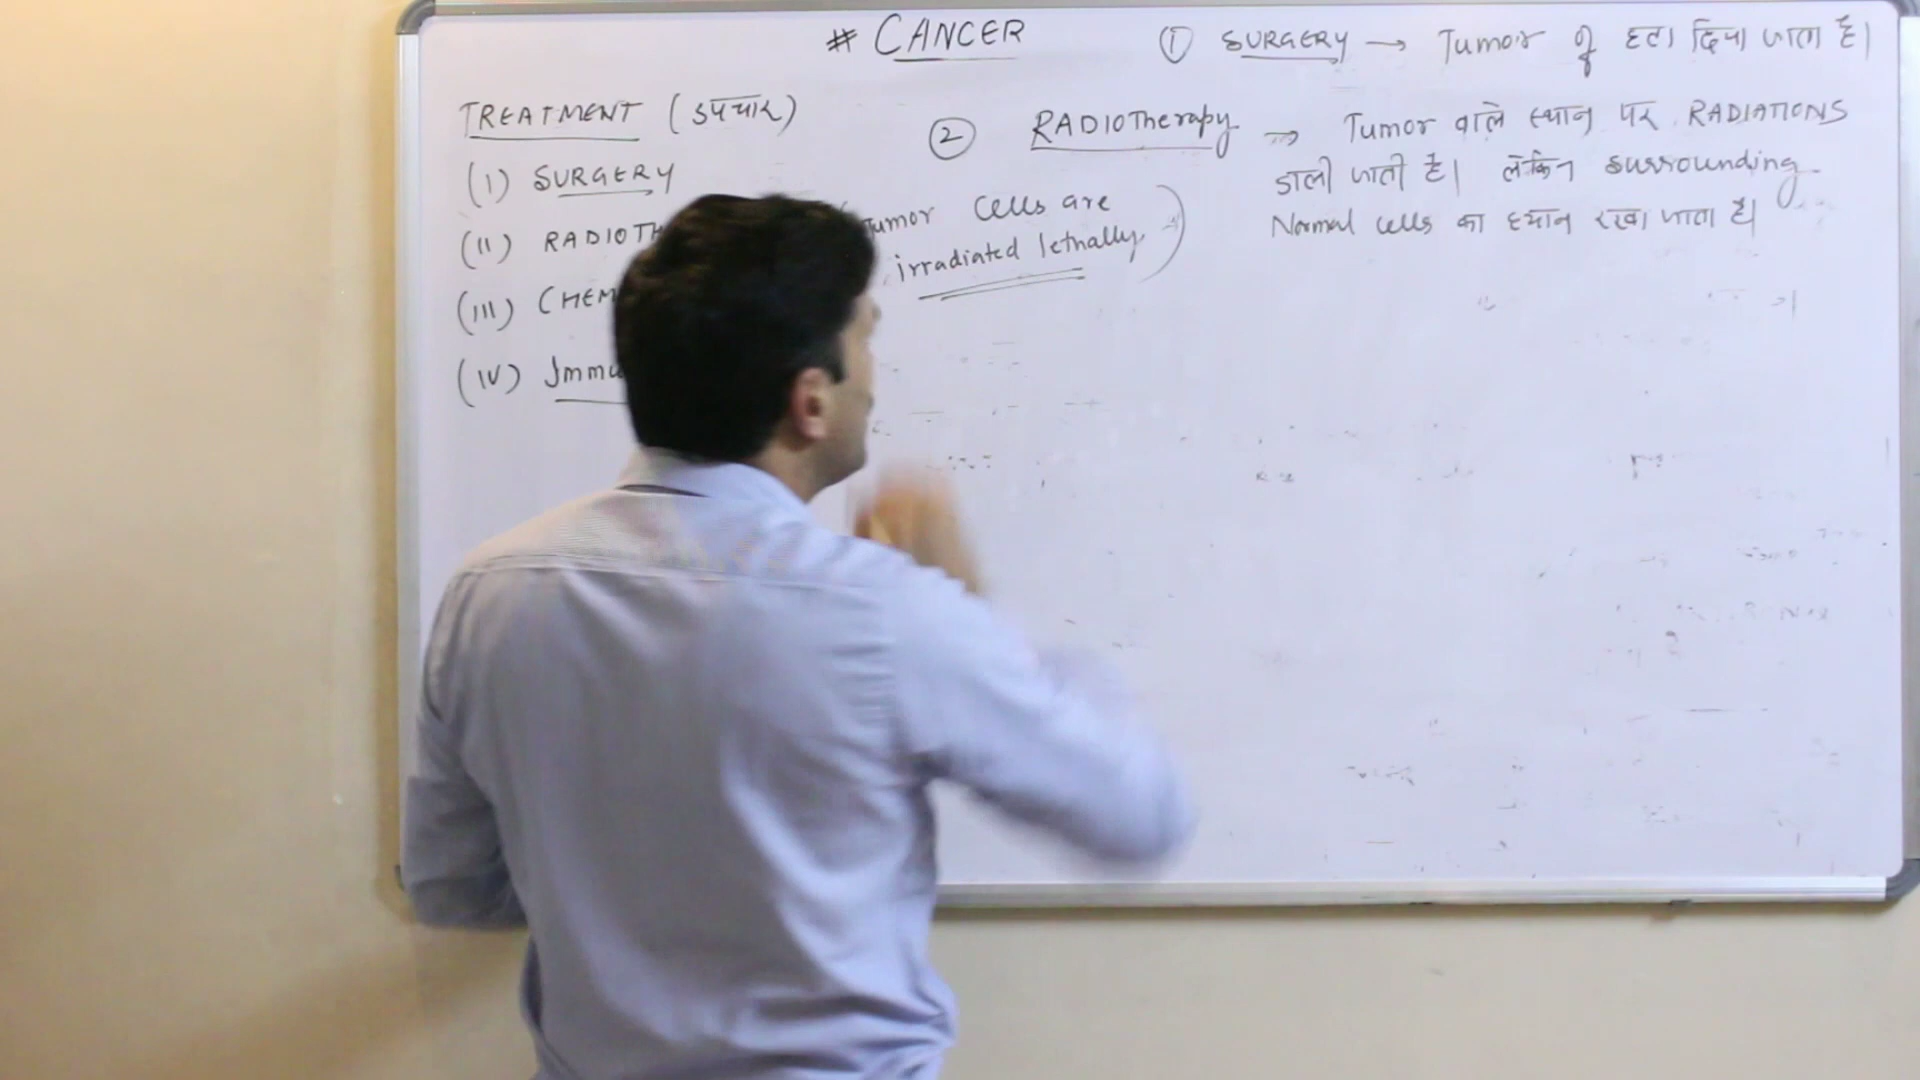 # CANCER
TREATMENT (उपचार)
(I) SURGERY
(II) RADIOTH
(III) CHEM
(IV) Immu
① SURGERY → Tumor को हटा दिया जाता है।
② RADIOTherapy → Tumor वाले स्थान पर RADIATIONS
डाली जाती है। लेकिन surrounding
Normal cells का ध्यान रखा जाता है।
Tumor cells are
irradiated lethally